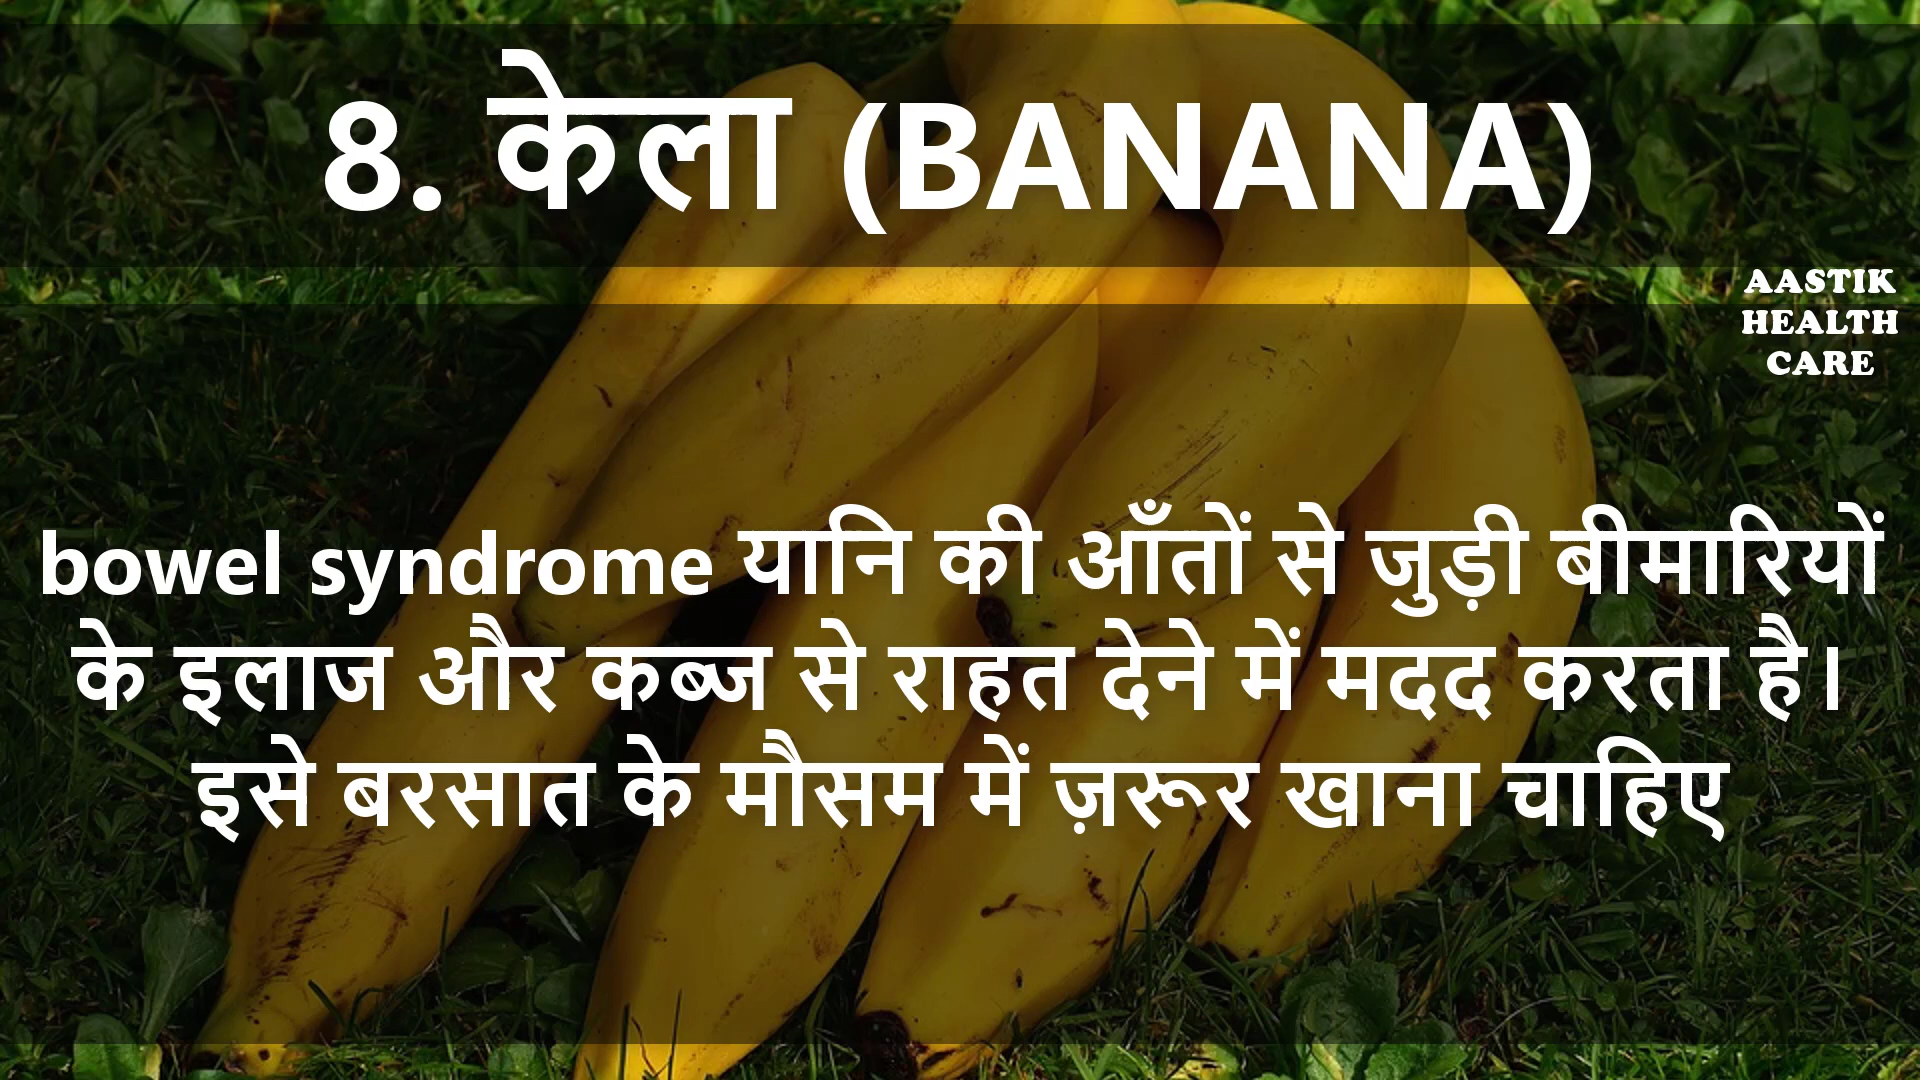 8. केला (BANANA)
AASTIK
HEALTH
CARE
bowel syndrome यानि की आँतों से जुड़ी बीमारियों
के इलाज और कब्ज से राहत देने में मदद करता है।
इसे बरसात के मौसम में ज़रूर खाना चाहिए